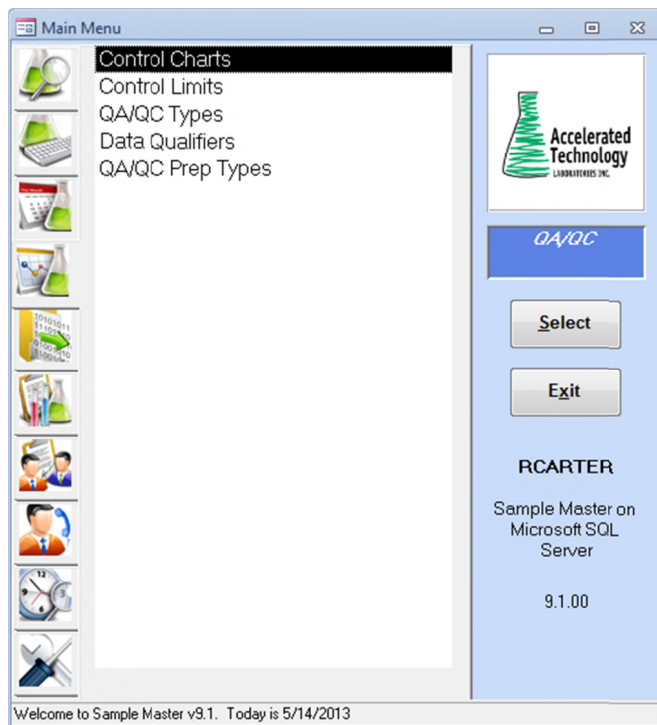 Main Menu
Control Charts
Control Limits
QA/QC Types
Data Qualifiers
QA/QC Prep Types
Accelerated
Technology
LABORATORIES INC.
QA/QC
Select
Exit
RCARTER
Sample Master on
Microsoft SQL
Server
9.1.00
Welcome to Sample Master v9.1. Today is 5/14/2013